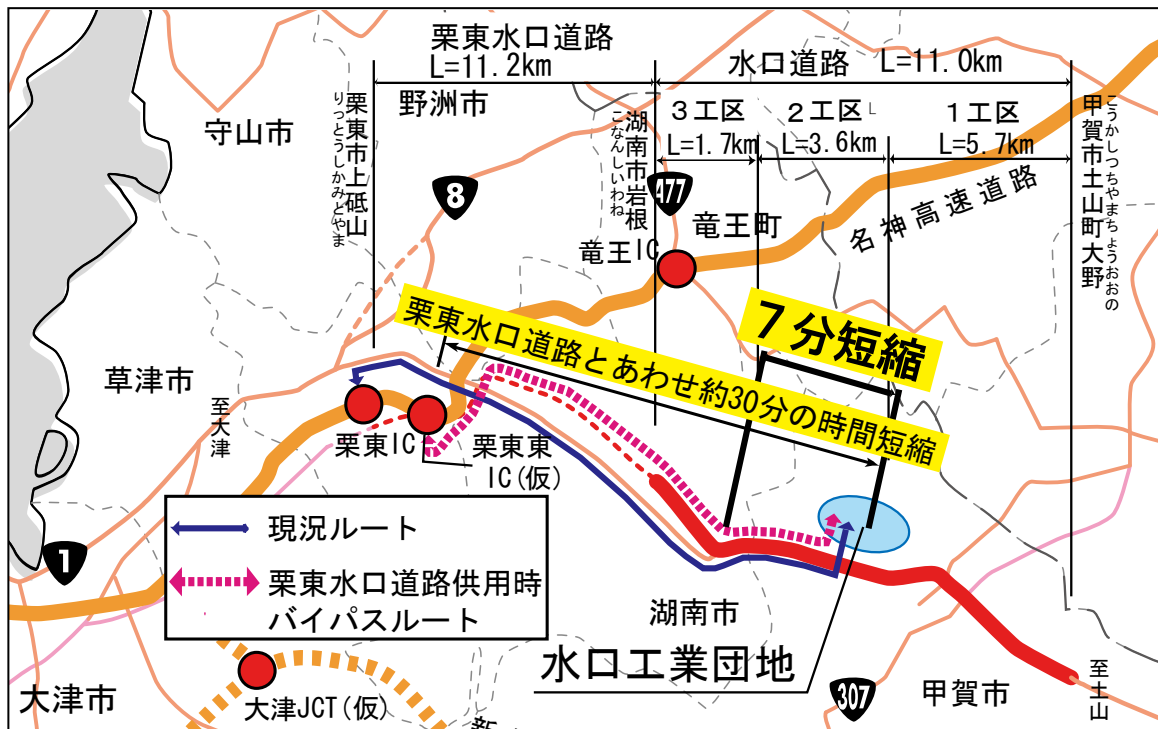 栗東水口道路
L=11.2km
水口道路 L=11.0km
3工区
L=1.7km
2工区
L=3.6km
1工区
L=5.7km
栗東市上砥山
りっとうしかみとやま
湖南市岩根
こなんしいわね
甲賀市土山町大野
こうかしつちやまちょうおおの
守山市
野洲市
8
477
竜王町
竜王IC
名神高速道路
7分短縮
栗東水口道路とあわせ約30分の時間短縮
草津市
至大津
栗東IC
栗東東
IC(仮)
現況ルート
栗東水口道路供用時
バイパスルート
1
湖南市
水口工業団地
大津市
大津JCT(仮)
307
甲賀市
至土山